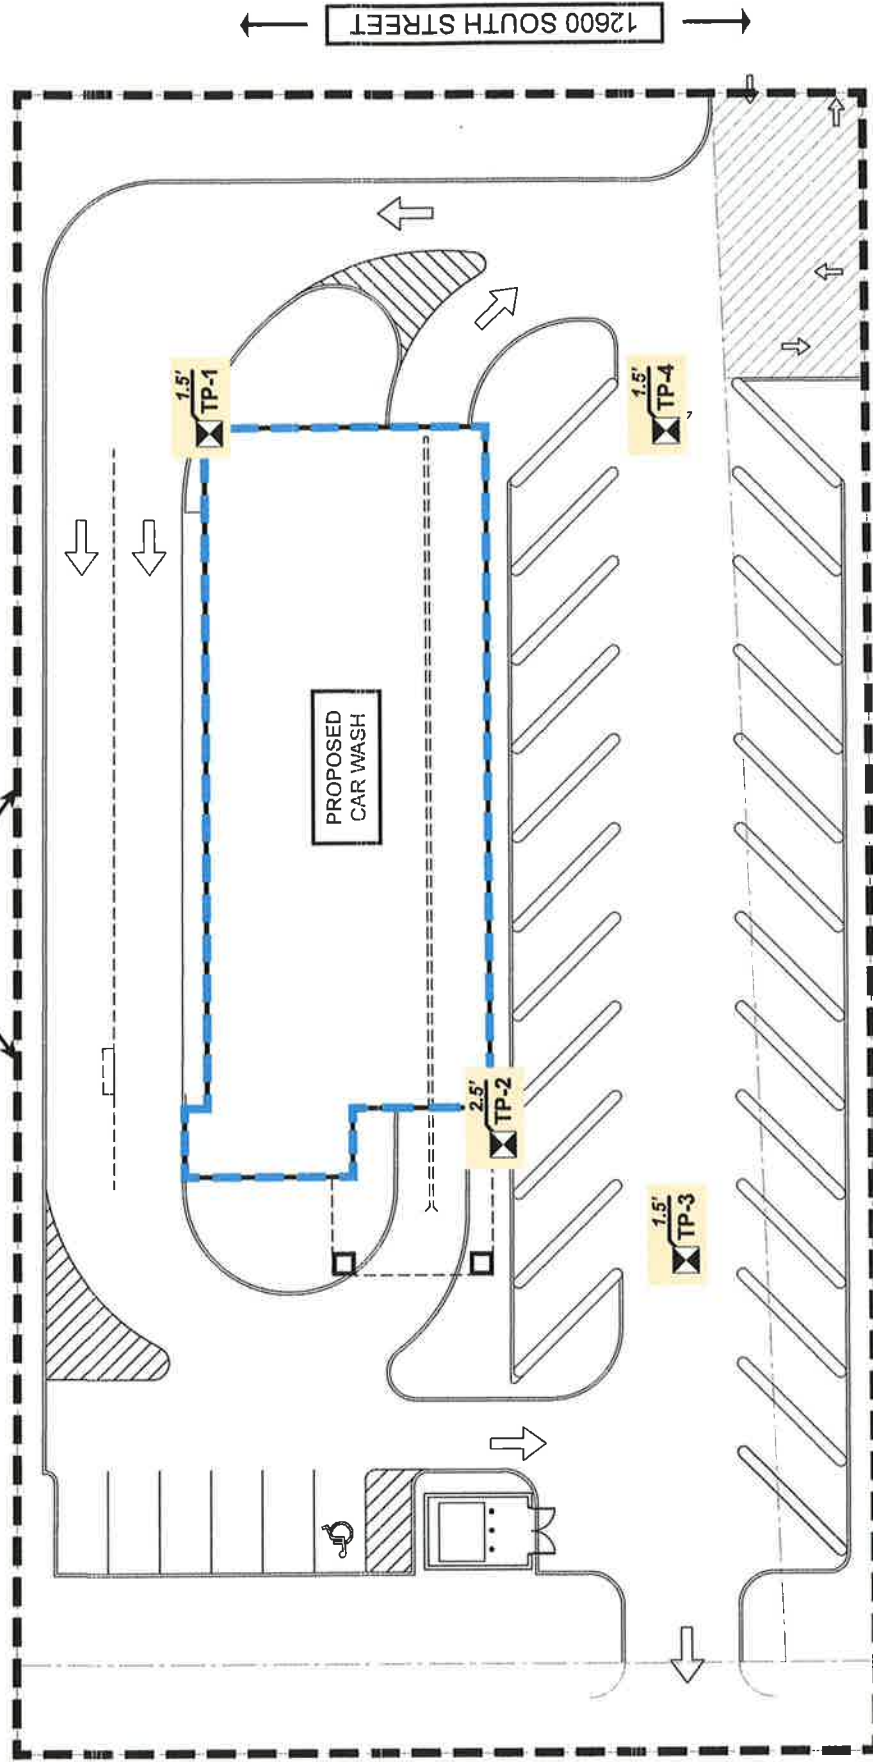 12600 SOUTH STREET
1.5'
TP-1
1.5'
TP-4
PROPOSED
CAR WASH
2.5'
TP-2
1.5'
TP-3